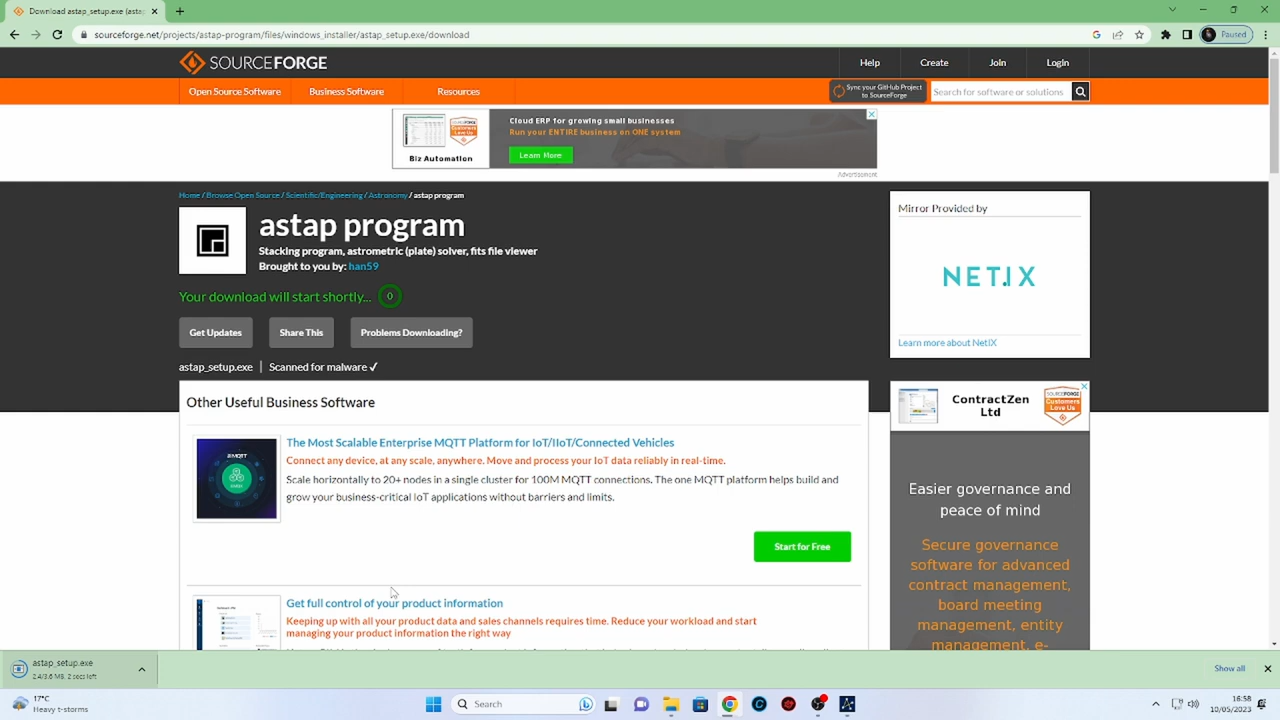 Download astap_setup.e
sourceforge.net/projects/astap-program/files/windows_installer/astap_setup.exe/download
Paused
SOURCEFORGE
Help
Create
Join
Login
Open Source Software
Business Software
Resources
Sync your GitHub Project
to SourceForge
Search for software or solutions
Cloud ERP for growing small businesses
Run your ENTIRE business on ONE system
Learn More
Biz Automation
Advertisement
Home / Browse Open Source / Scientific/Engineering / Astronomy / astap program
astap program
Stacking program, astrometric (plate) solver, fits file viewer
Brought to you by: han59
Your download will start shortly... 0
Get Updates
Share This
Problems Downloading?
astap_setup.exe | Scanned for malware ✓
Mirror Provided by
NETIX
Learn more about NetiX
Other Useful Business Software
The Most Scalable Enterprise MQTT Platform for IoT/IIoT/Connected Vehicles
Connect any device, at any scale, anywhere. Move and process your IoT data reliably in real-time.
Scale horizontally to 20+ nodes in a single cluster for 100M MQTT connections. The one MQTT platform helps build and
grow your business-critical IoT applications without barriers and limits.
Start for Free
Get full control of your product information
Keeping up with all your product data and sales channels requires time. Reduce your workload and start
managing your product information the right way
ContractZen
Ltd
Easier governance and
peace of mind
Secure governance
software for advanced
contract management,
board meeting
management, entity
management, e-
astap_setup.exe
2.4/3.6 MB, 2 secs left
Show all
17°C
Heavy t-storms
Search
16:58
10/05/2023